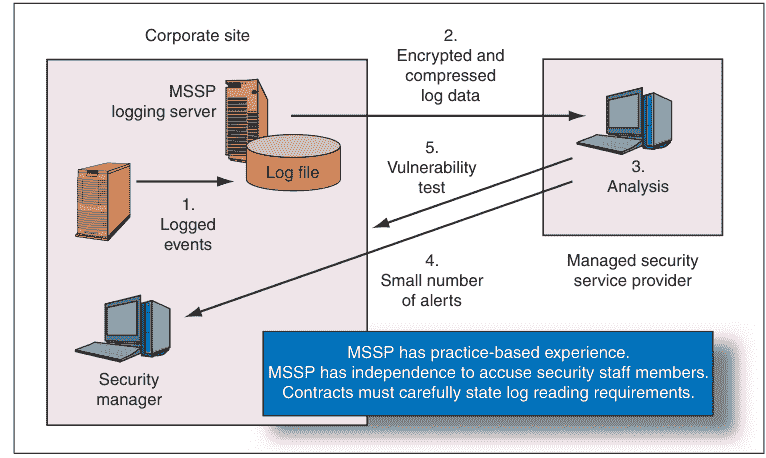 Corporate site
MSSP
logging server
Log file
1.
Logged
events
2.
Encrypted and
compressed
log data
3.
Analysis
5.
Vulnerability
test
4.
Small number
of alerts
Managed security
service provider
Security
manager
MSSP has practice-based experience.
MSSP has independence to accuse security staff members.
Contracts must carefully state log reading requirements.